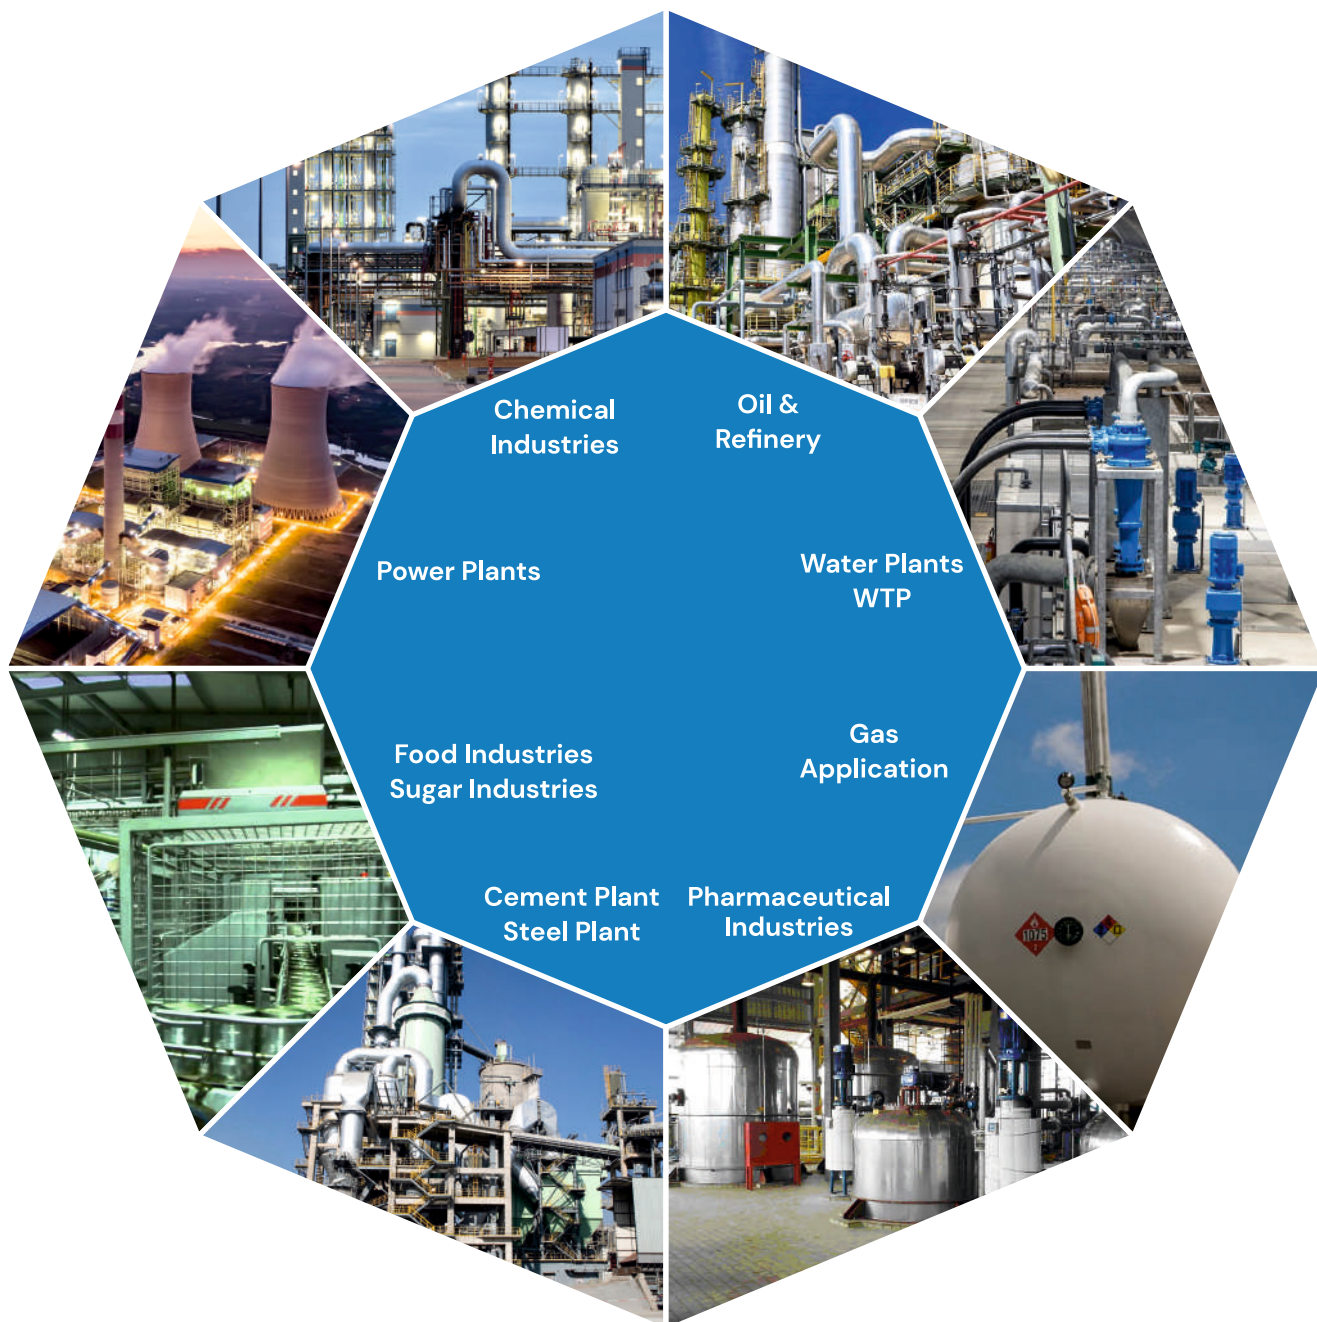 Chemical
Industries
Oil &
Refinery
Power Plants
Water Plants
WTP
Food Industries
Sugar Industries
Gas
Application
Cement Plant
Steel Plant
Pharmaceutical
Industries
1075